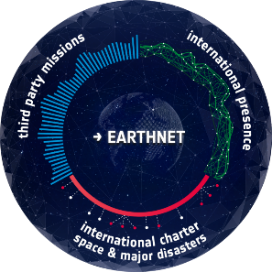 third party missions
international presence
→ EARTHNET
international charter
space & major disasters